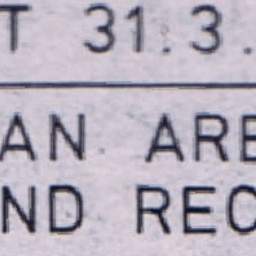 T 31.3.
AN ARE
ND REC